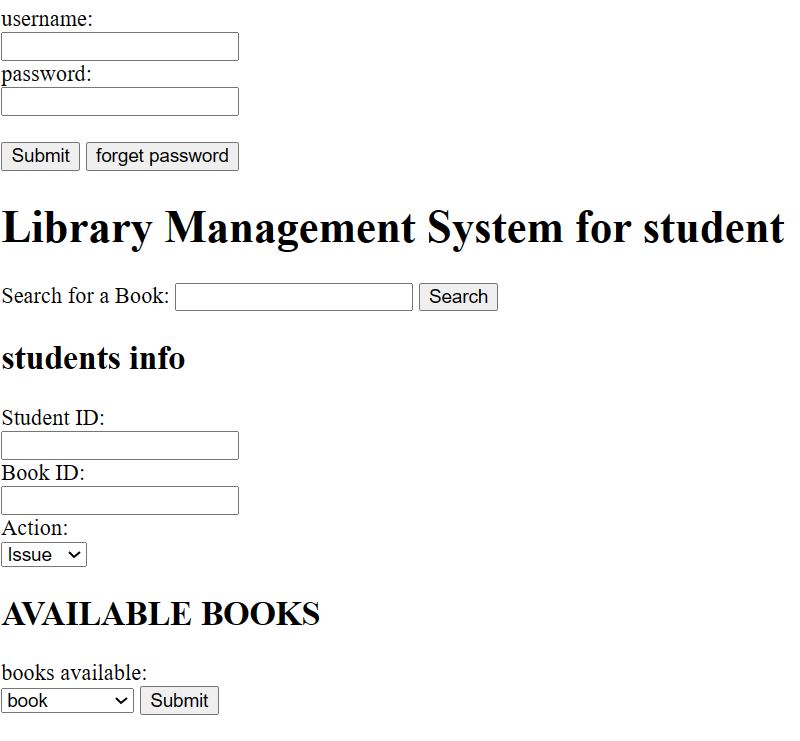 username:
password:
Submit forget password
Library Management System for student
Search for a Book: Search
students info
Student ID:
Book ID:
Action:
Issue
AVAILABLE BOOKS
books available:
book Submit